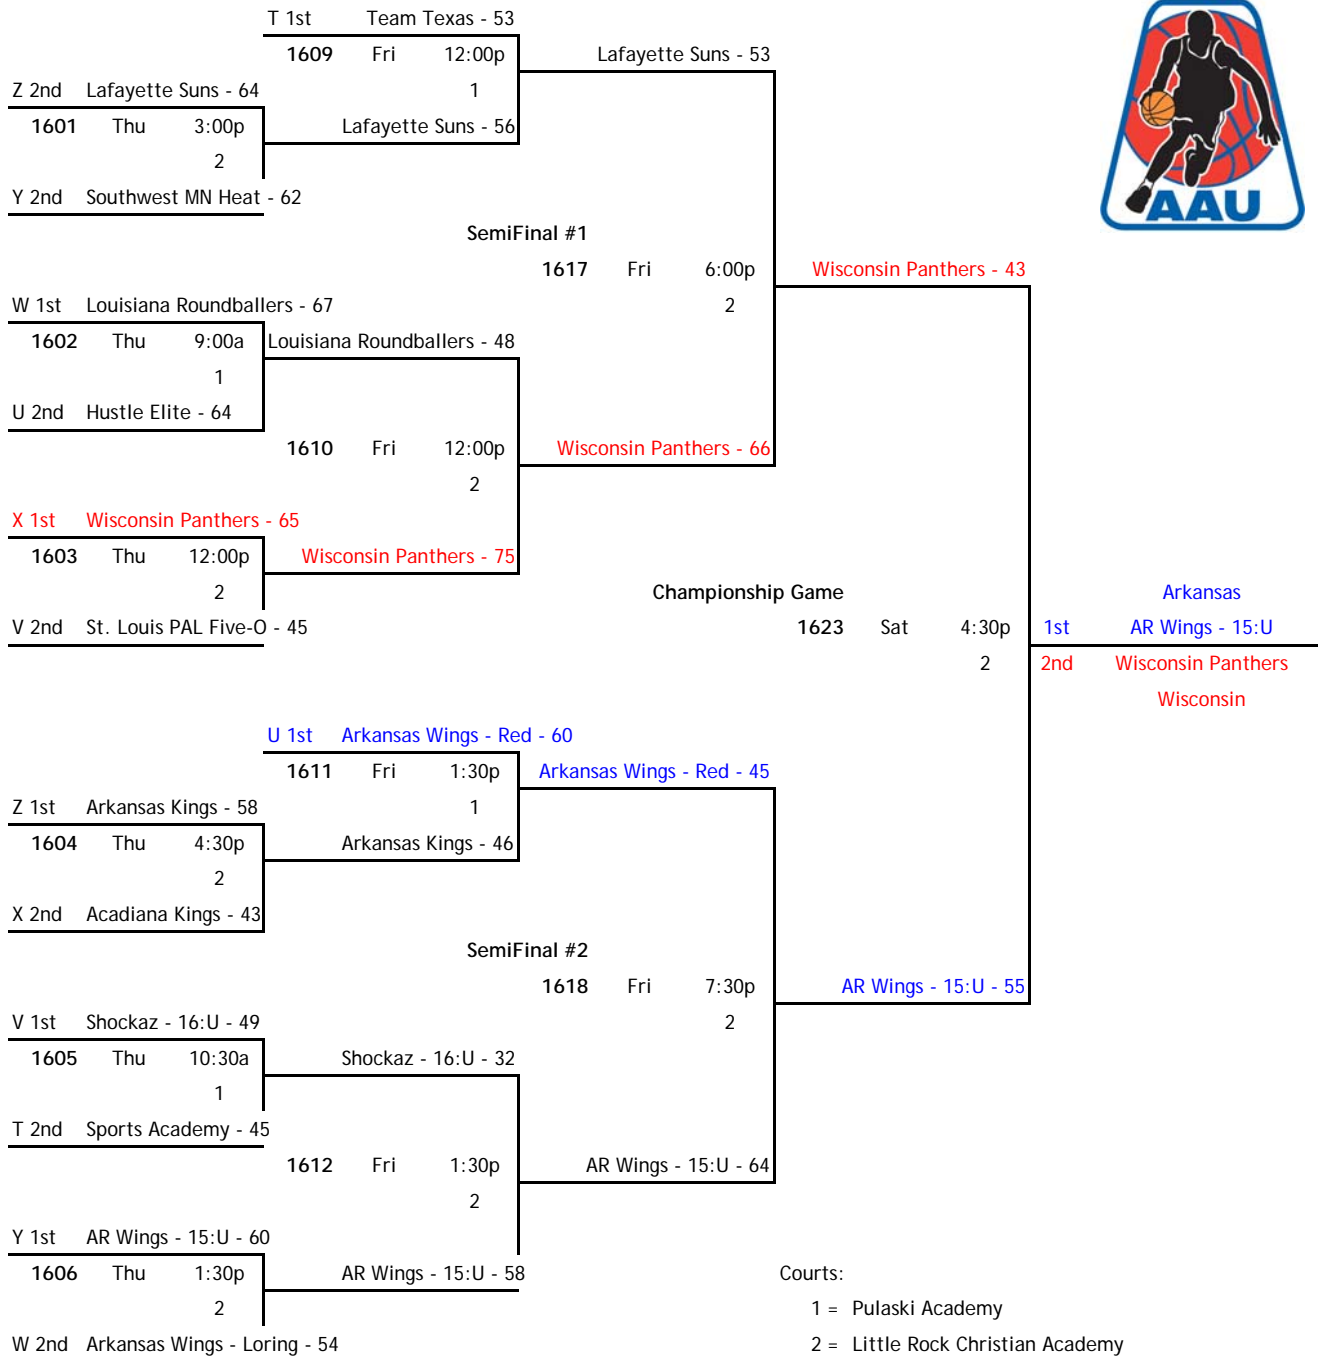 T 1st Team Texas - 53
1609 Fri 12:00p Lafayette Suns - 53
Z 2nd Lafayette Suns - 64 1
1601 Thu 3:00p Lafayette Suns - 56
2
Y 2nd Southwest MN Heat - 62
AAU
SemiFinal #1
1617 Fri 6:00p Wisconsin Panthers - 43
W 1st Louisiana Roundballers - 67 2
1602 Thu 9:00a Louisiana Roundballers - 48
1
U 2nd Hustle Elite - 64
1610 Fri 12:00p Wisconsin Panthers - 66
2
X 1st Wisconsin Panthers - 65
1603 Thu 12:00p Wisconsin Panthers - 75
2 Championship Game Arkansas
V 2nd St. Louis PAL Five-O - 45 1623 Sat 4:30p 1st AR Wings - 15:U
2 2nd Wisconsin Panthers
Wisconsin
U 1st Arkansas Wings - Red - 60
1611 Fri 1:30p Arkansas Wings - Red - 45
Z 1st Arkansas Kings - 58 1
1604 Thu 4:30p Arkansas Kings - 46
2
X 2nd Acadiana Kings - 43
SemiFinal #2
1618 Fri 7:30p AR Wings - 15:U - 55
V 1st Shockaz - 16:U - 49 2
1605 Thu 10:30a Shockaz - 16:U - 32
1
T 2nd Sports Academy - 45
1612 Fri 1:30p AR Wings - 15:U - 64
2
Y 1st AR Wings - 15:U - 60
1606 Thu 1:30p AR Wings - 15:U - 58 Courts:
2 1 = Pulaski Academy
W 2nd Arkansas Wings - Loring - 54 2 = Little Rock Christian Academy